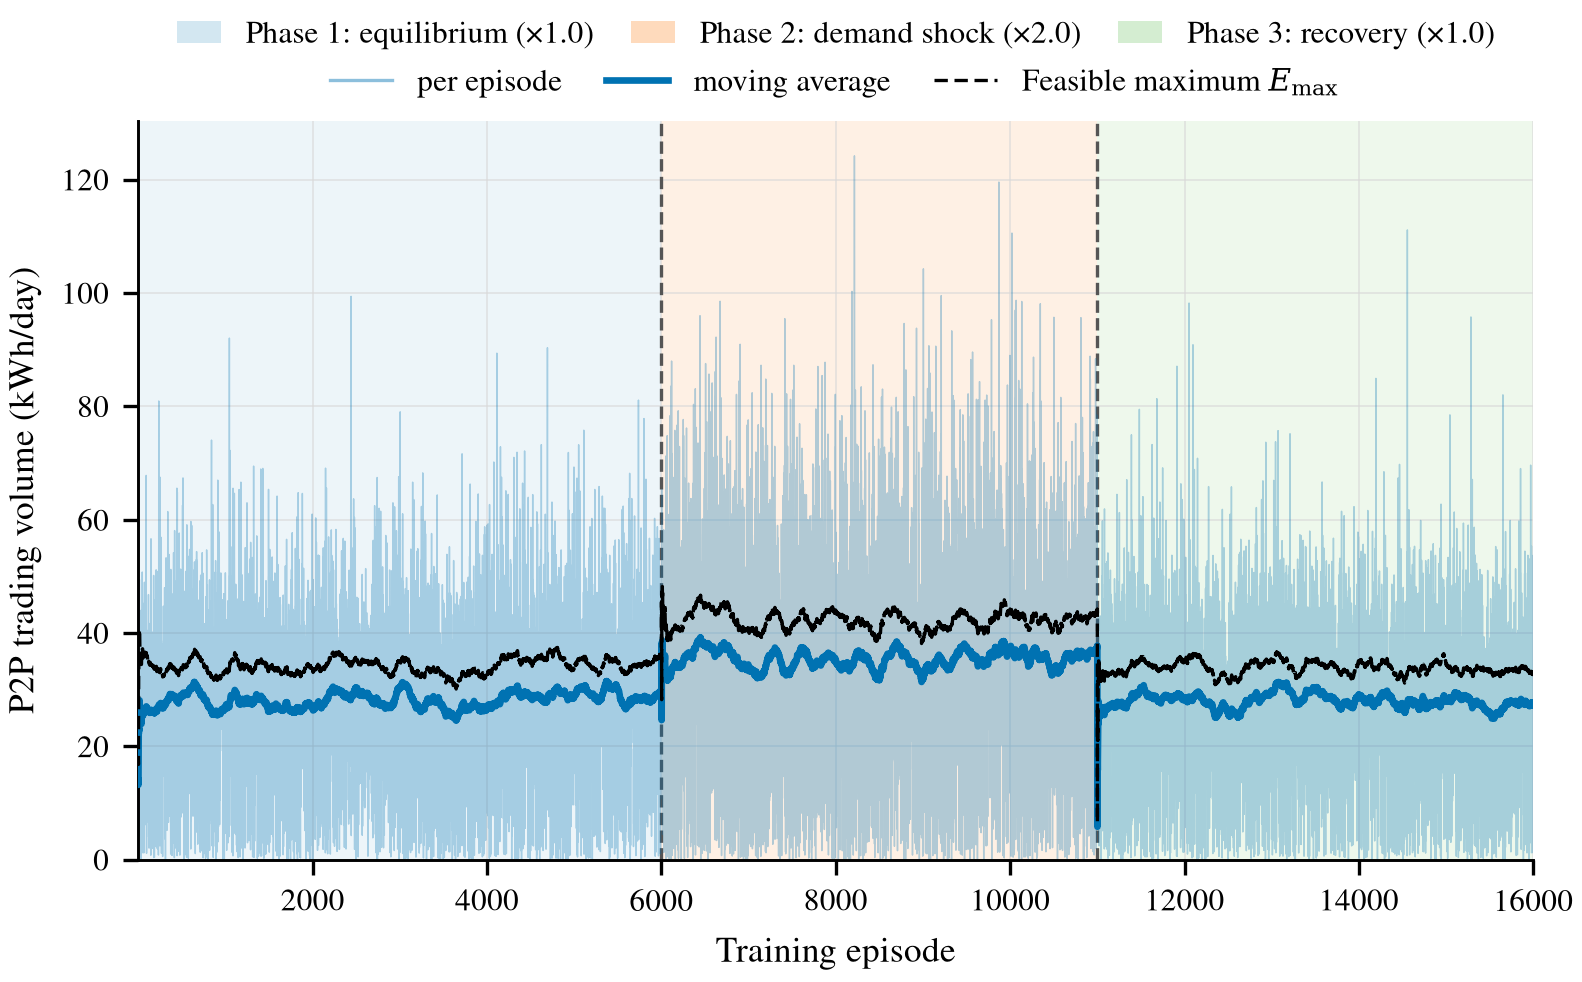 Phase 1: equilibrium (×1.0) Phase 2: demand shock (×2.0) Phase 3: recovery (×1.0)
per episode moving average Feasible maximum E_max
P2P trading volume (kWh/day)
120
100
80
60
40
20
0
2000 4000 6000 8000 10000 12000 14000 16000
Training episode